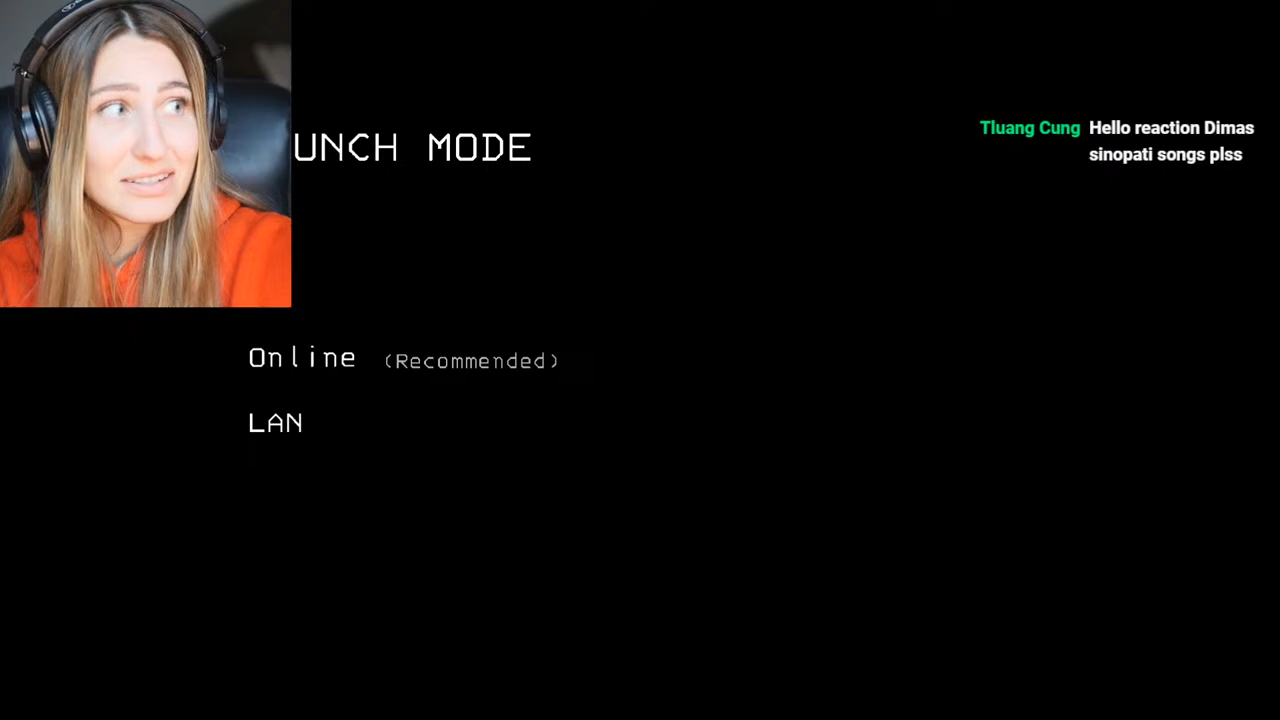 UNCH MODE
Tluang Cung Hello reaction Dimas
sinopati songs plss
Online (Recommended)
LAN